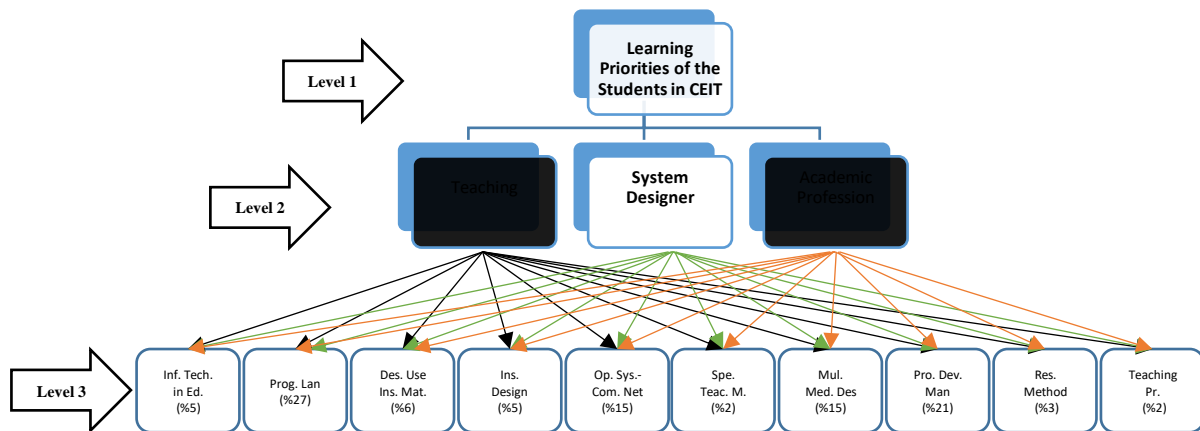 Learning
Priorities of the
Students in CEIT
Level 1
Teaching
System
Designer
Academic
Profession
Level 2
Level 3
Inf. Tech.
in Ed.
(%5)
Prog. Lan
(%27)
Des. Use
Ins. Mat.
(%6)
Ins.
Design
(%5)
Op. Sys.-
Com. Net
(%15)
Spe.
Teac. M.
(%2)
Mul.
Med. Des
(%15)
Pro. Dev.
Man
(%21)
Res.
Method
(%3)
Teaching
Pr.
(%2)